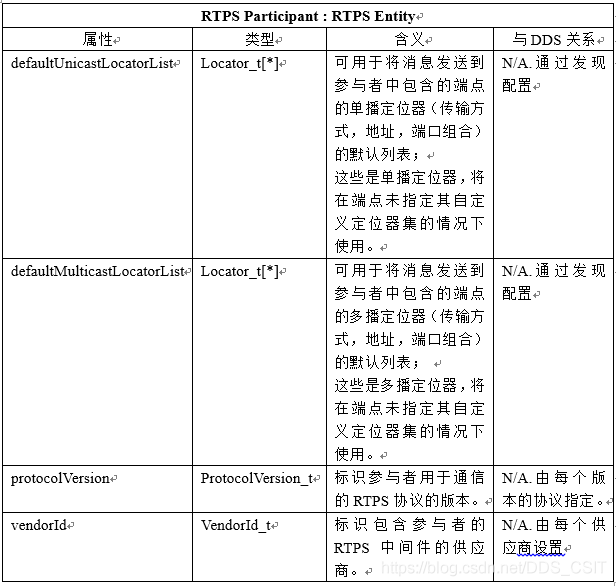 RTPS Participant : RTPS Entity
属性 类型 含义 与 DDS 关系
defaultUnicastLocatorList Locator_t[*] 可用于将消息发送到 N/A.通过发现
参与者中包含的端点 配置
的单播定位器（传输方
式，地址，端口组合）
的默认列表；
这些是单播定位器，将
在端点未指定其自定
义定位器集的情况下
使用。
defaultMulticastLocatorList Locator_t[*] 可用于将消息发送到 N/A.通过发现
参与者中包含的端点 配置
的多播定位器（传输方
式，地址，端口组合）
的默认列表；
这些是多播定位器，将
在端点未指定其自定
义定位器集的情况下
使用。
protocolVersion ProtocolVersion_t 标识参与者用于通信 N/A.由每个版
的 RTPS 协议的版本。 本的协议指定。
vendorId VendorId_t 标识包含参与者的 N/A.由每个供
RTPS 中间件的供应 应商设置
商。
https://blog.csdn.net/DDS_CSIT